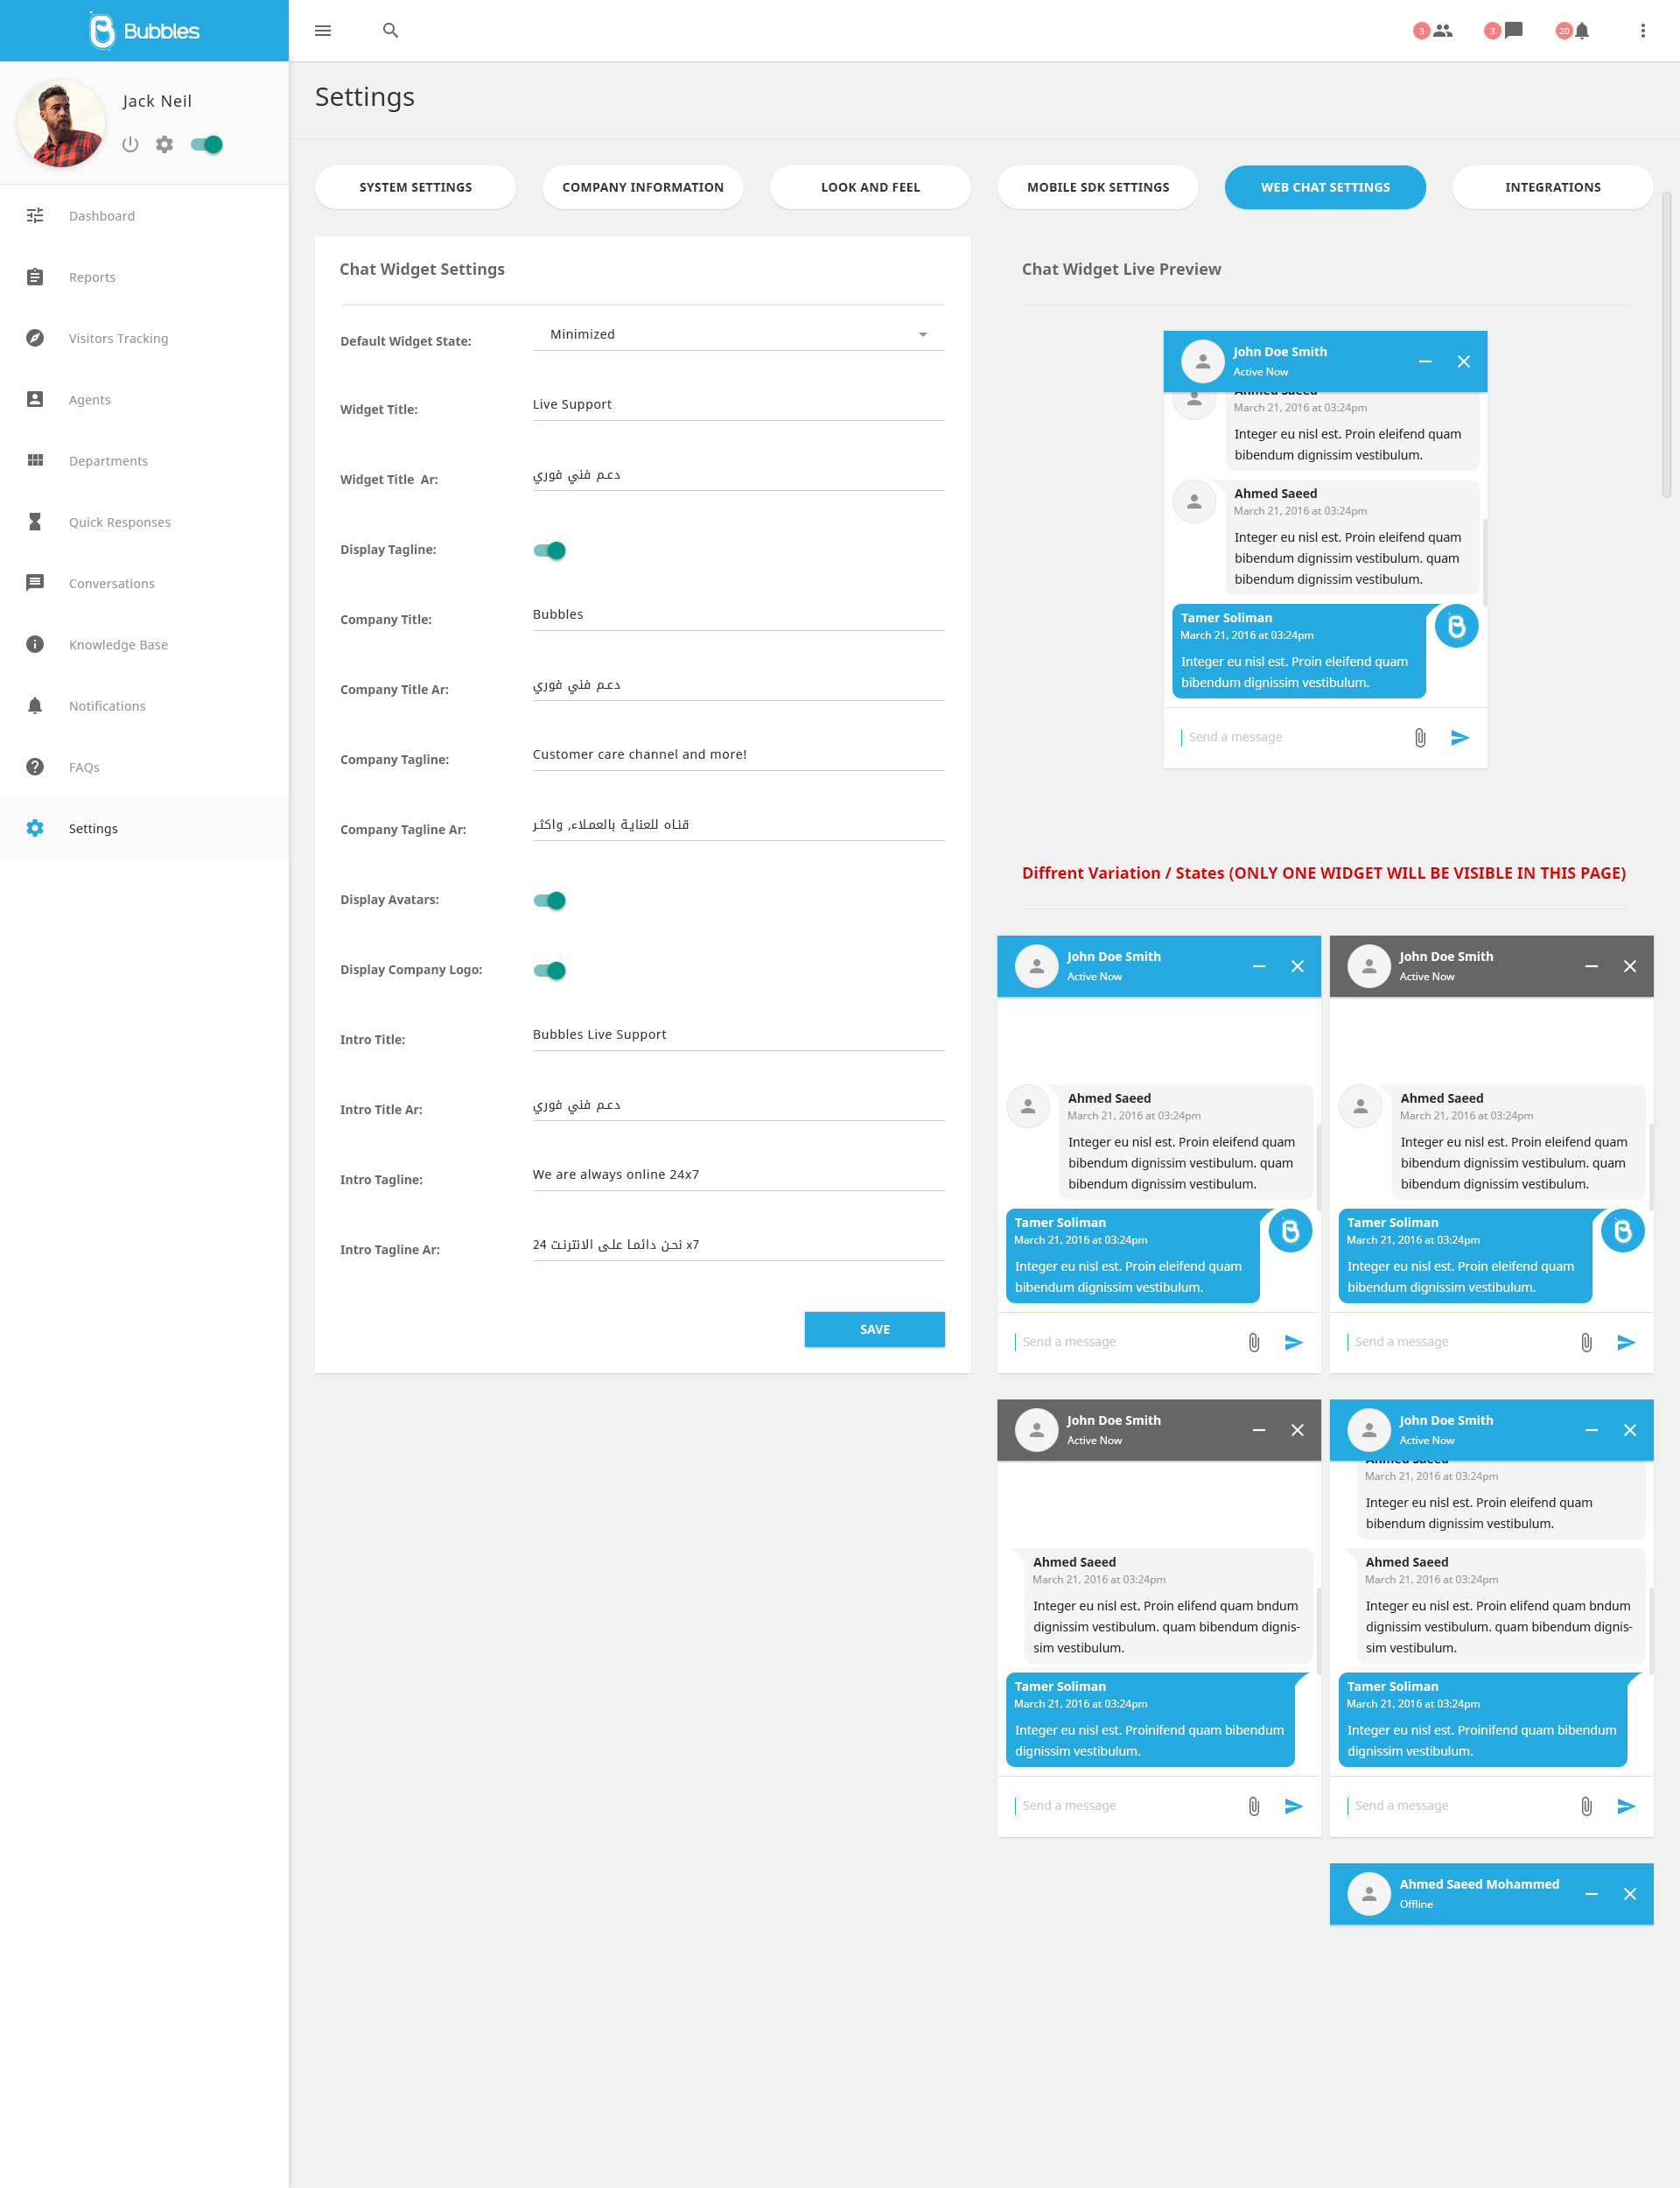 Bubbles
3
3
20
Jack Neil
Dashboard
Reports
Visitors Tracking
Agents
Departments
Quick Responses
Conversations
Knowledge Base
Notifications
FAQs
Settings
Settings
SYSTEM SETTINGS
COMPANY INFORMATION
LOOK AND FEEL
MOBILE SDK SETTINGS
WEB CHAT SETTINGS
INTEGRATIONS
Chat Widget Settings
Default Widget State:
Minimized
Widget Title:
Live Support
Widget Title Ar:
دعم فني فوري
Display Tagline:
Company Title:
Bubbles
Company Title Ar:
دعم فني فوري
Company Tagline:
Customer care channel and more!
Company Tagline Ar:
قناه للعناية بالعملاء, واكثر
Display Avatars:
Display Company Logo:
Intro Title:
Bubbles Live Support
Intro Title Ar:
دعم فني فوري
Intro Tagline:
We are always online 24x7
Intro Tagline Ar:
نحن دائما على الانترنت 24 x7
SAVE
Chat Widget Live Preview
John Doe Smith
Active Now
Ahmed Saeed
March 21, 2016 at 03:24pm
Integer eu nisl est. Proin eleifend quam
bibendum dignissim vestibulum.
Ahmed Saeed
March 21, 2016 at 03:24pm
Integer eu nisl est. Proin eleifend quam
bibendum dignissim vestibulum. quam
bibendum dignissim vestibulum.
Tamer Soliman
March 21, 2016 at 03:24pm
Integer eu nisl est. Proin eleifend quam
bibendum dignissim vestibulum.
Send a message
Diffrent Variation / States (ONLY ONE WIDGET WILL BE VISIBLE IN THIS PAGE)
John Doe Smith
Active Now
Ahmed Saeed
March 21, 2016 at 03:24pm
Integer eu nisl est. Proin eleifend quam
bibendum dignissim vestibulum. quam
bibendum dignissim vestibulum.
Tamer Soliman
March 21, 2016 at 03:24pm
Integer eu nisl est. Proin eleifend quam
bibendum dignissim vestibulum.
Send a message
John Doe Smith
Active Now
Ahmed Saeed
March 21, 2016 at 03:24pm
Integer eu nisl est. Proin eleifend quam
bibendum dignissim vestibulum. quam
bibendum dignissim vestibulum.
Tamer Soliman
March 21, 2016 at 03:24pm
Integer eu nisl est. Proin eleifend quam
bibendum dignissim vestibulum.
Send a message
John Doe Smith
Active Now
Ahmed Saeed
March 21, 2016 at 03:24pm
Integer eu nisl est. Proin elifend quam bndum
dignissim vestibulum. quam bibendum dignis-
sim vestibulum.
Tamer Soliman
March 21, 2016 at 03:24pm
Integer eu nisl est. Proinifend quam bibendum
dignissim vestibulum.
Send a message
John Doe Smith
Active Now
Ahmed Saeed
March 21, 2016 at 03:24pm
Integer eu nisl est. Proin eleifend quam
bibendum dignissim vestibulum.
Ahmed Saeed
March 21, 2016 at 03:24pm
Integer eu nisl est. Proin elifend quam bndum
dignissim vestibulum. quam bibendum dignis-
sim vestibulum.
Tamer Soliman
March 21, 2016 at 03:24pm
Integer eu nisl est. Proinifend quam bibendum
dignissim vestibulum.
Send a message
Ahmed Saeed Mohammed
Offline